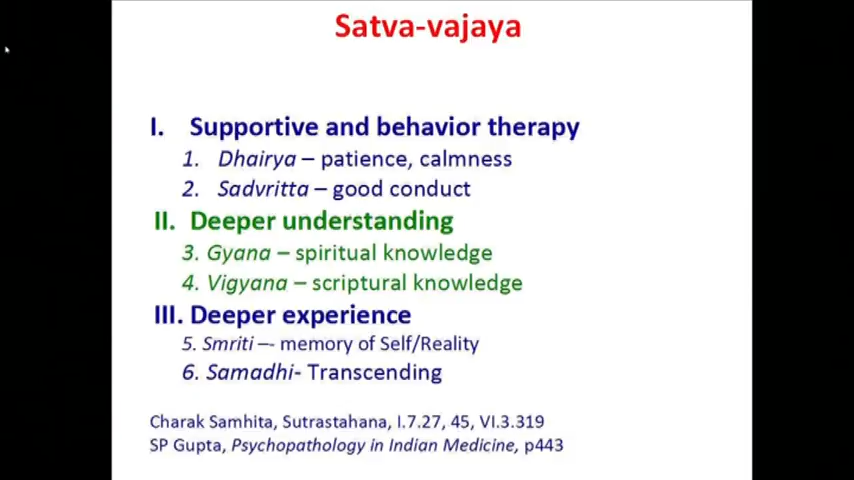 Satva-vajaya
I. Supportive and behavior therapy
1. Dhairya – patience, calmness
2. Sadvritta – good conduct
II. Deeper understanding
3. Gyana – spiritual knowledge
4. Vigyana – scriptural knowledge
III. Deeper experience
5. Smriti –- memory of Self/Reality
6. Samadhi- Transcending
Charak Samhita, Sutrastahana, I.7.27, 45, VI.3.319
SP Gupta, Psychopathology in Indian Medicine, p443